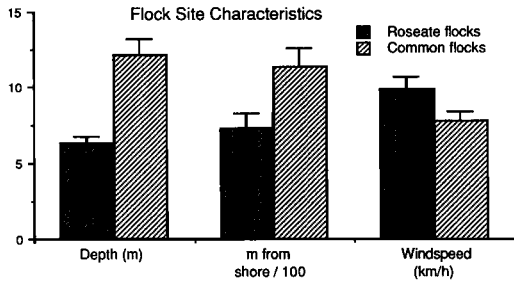 Flock Site Characteristics
Roseate flocks
Common flocks
15
10
5
0
Depth (m)
m from
shore / 100
Windspeed
(km/h)